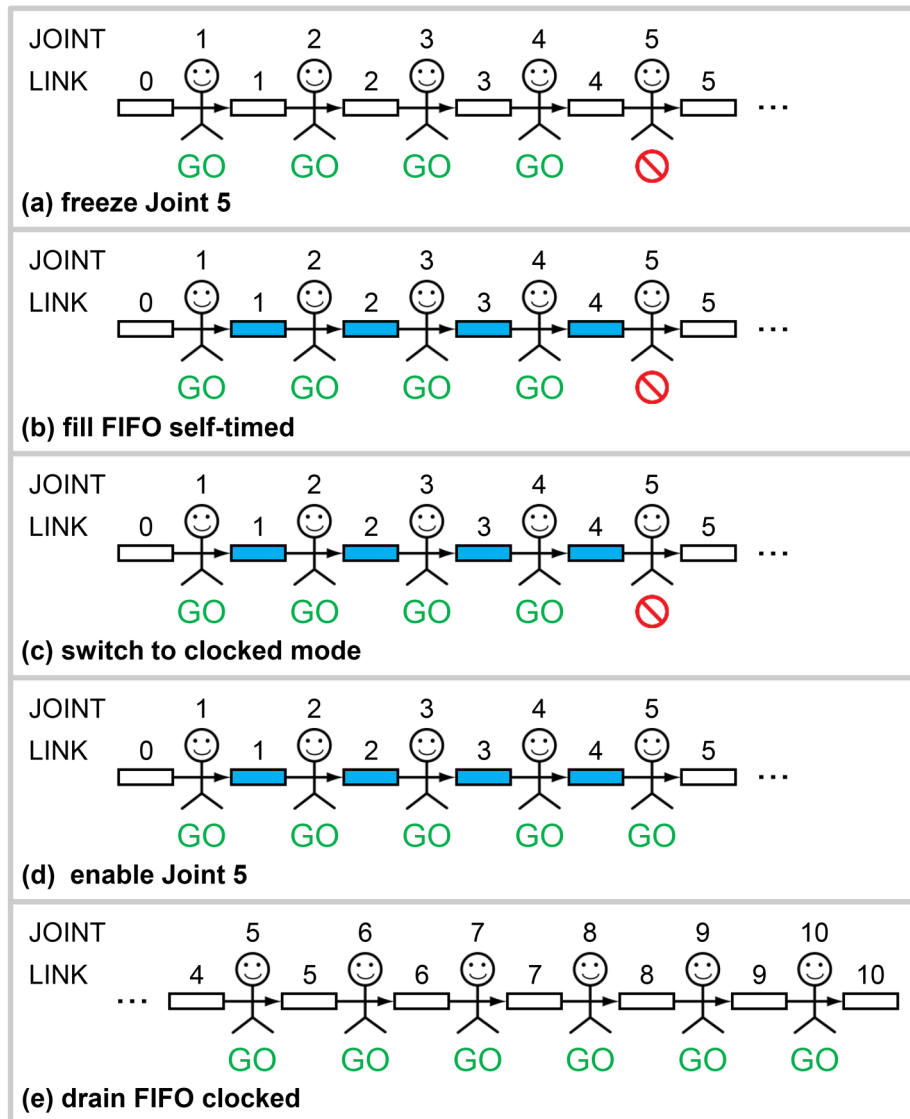 JOINT 1 2 3 4 5
LINK 0 1 2 3 4 5 ...
GO GO GO GO
(a) freeze Joint 5
JOINT 1 2 3 4 5
LINK 0 1 2 3 4 5 ...
GO GO GO GO
(b) fill FIFO self-timed
JOINT 1 2 3 4 5
LINK 0 1 2 3 4 5 ...
GO GO GO GO
(c) switch to clocked mode
JOINT 1 2 3 4 5
LINK 0 1 2 3 4 5 ...
GO GO GO GO GO
(d) enable Joint 5
JOINT 5 6 7 8 9 10
LINK ... 4 5 6 7 8 9 10
GO GO GO GO GO GO
(e) drain FIFO clocked